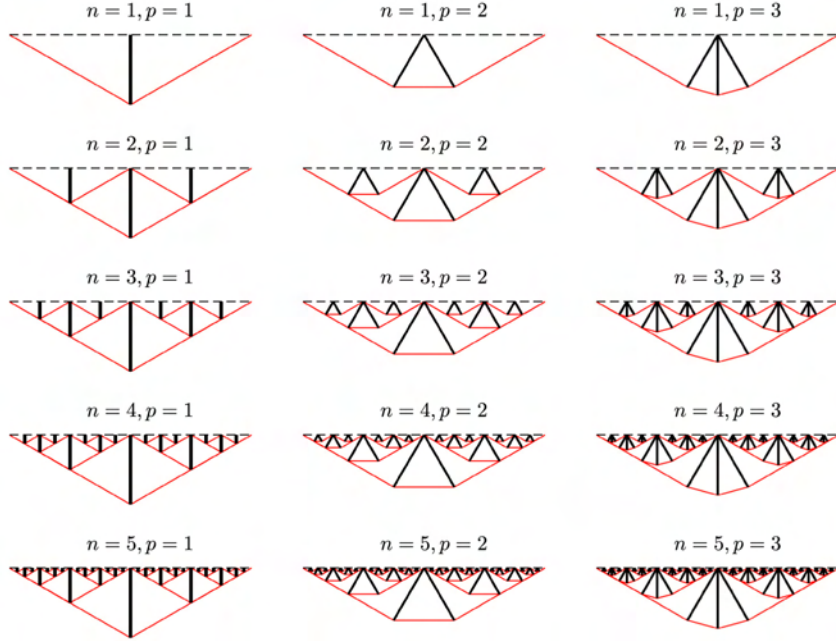 n = 1, p = 1
n = 1, p = 2
n = 1, p = 3
n = 2, p = 1
n = 2, p = 2
n = 2, p = 3
n = 3, p = 1
n = 3, p = 2
n = 3, p = 3
n = 4, p = 1
n = 4, p = 2
n = 4, p = 3
n = 5, p = 1
n = 5, p = 2
n = 5, p = 3